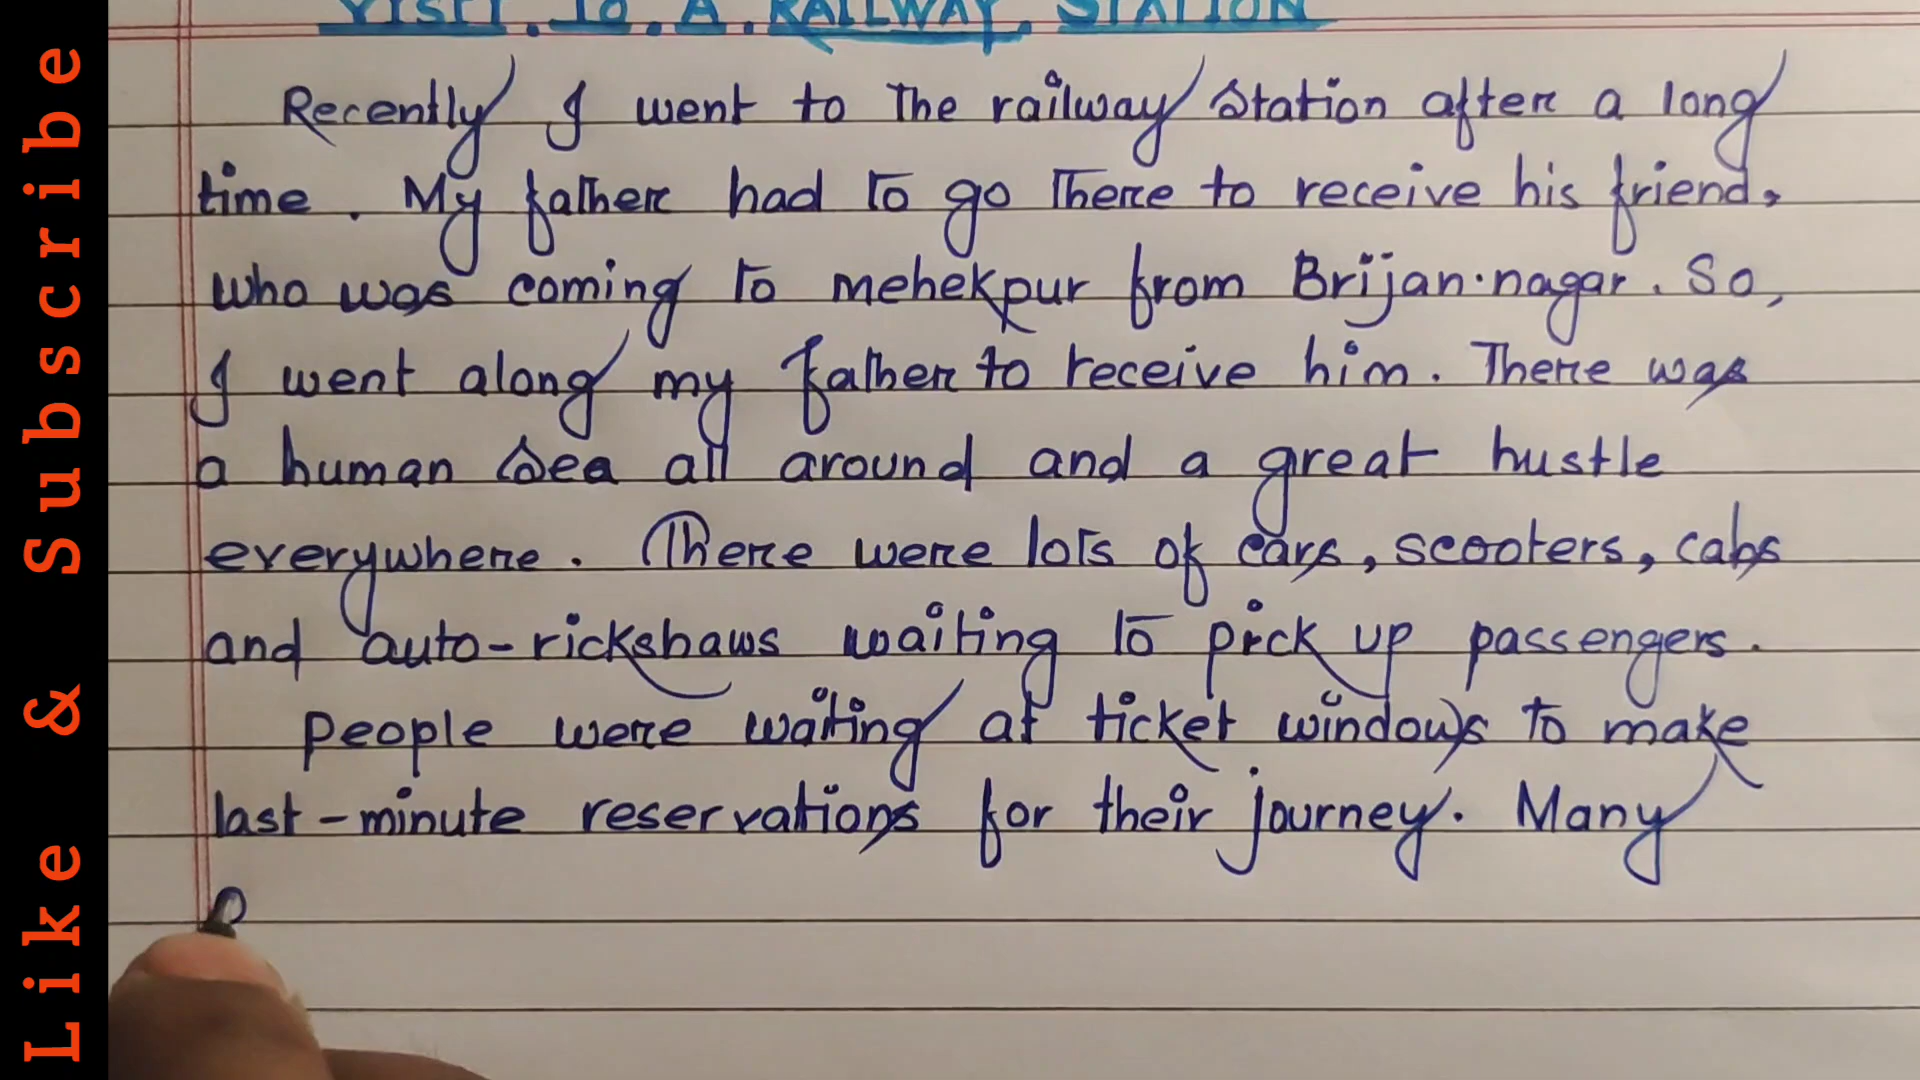 VISIT. TO. A. RAILWAY. STATION
Recently I went to The railway Station after a long
time. My father had to go There to receive his friend,
who was coming to mehekpur from Brijan.nagar. So,
I went along my father to receive him. There was
a human sea all around and a great hustle
everywhere. There were lots of cars, scooters, cabs
and auto-rickshaws waiting to pick up passengers.
People were waiting at ticket windows to make
last-minute reservations for their journey. Many
Like & Subscribe